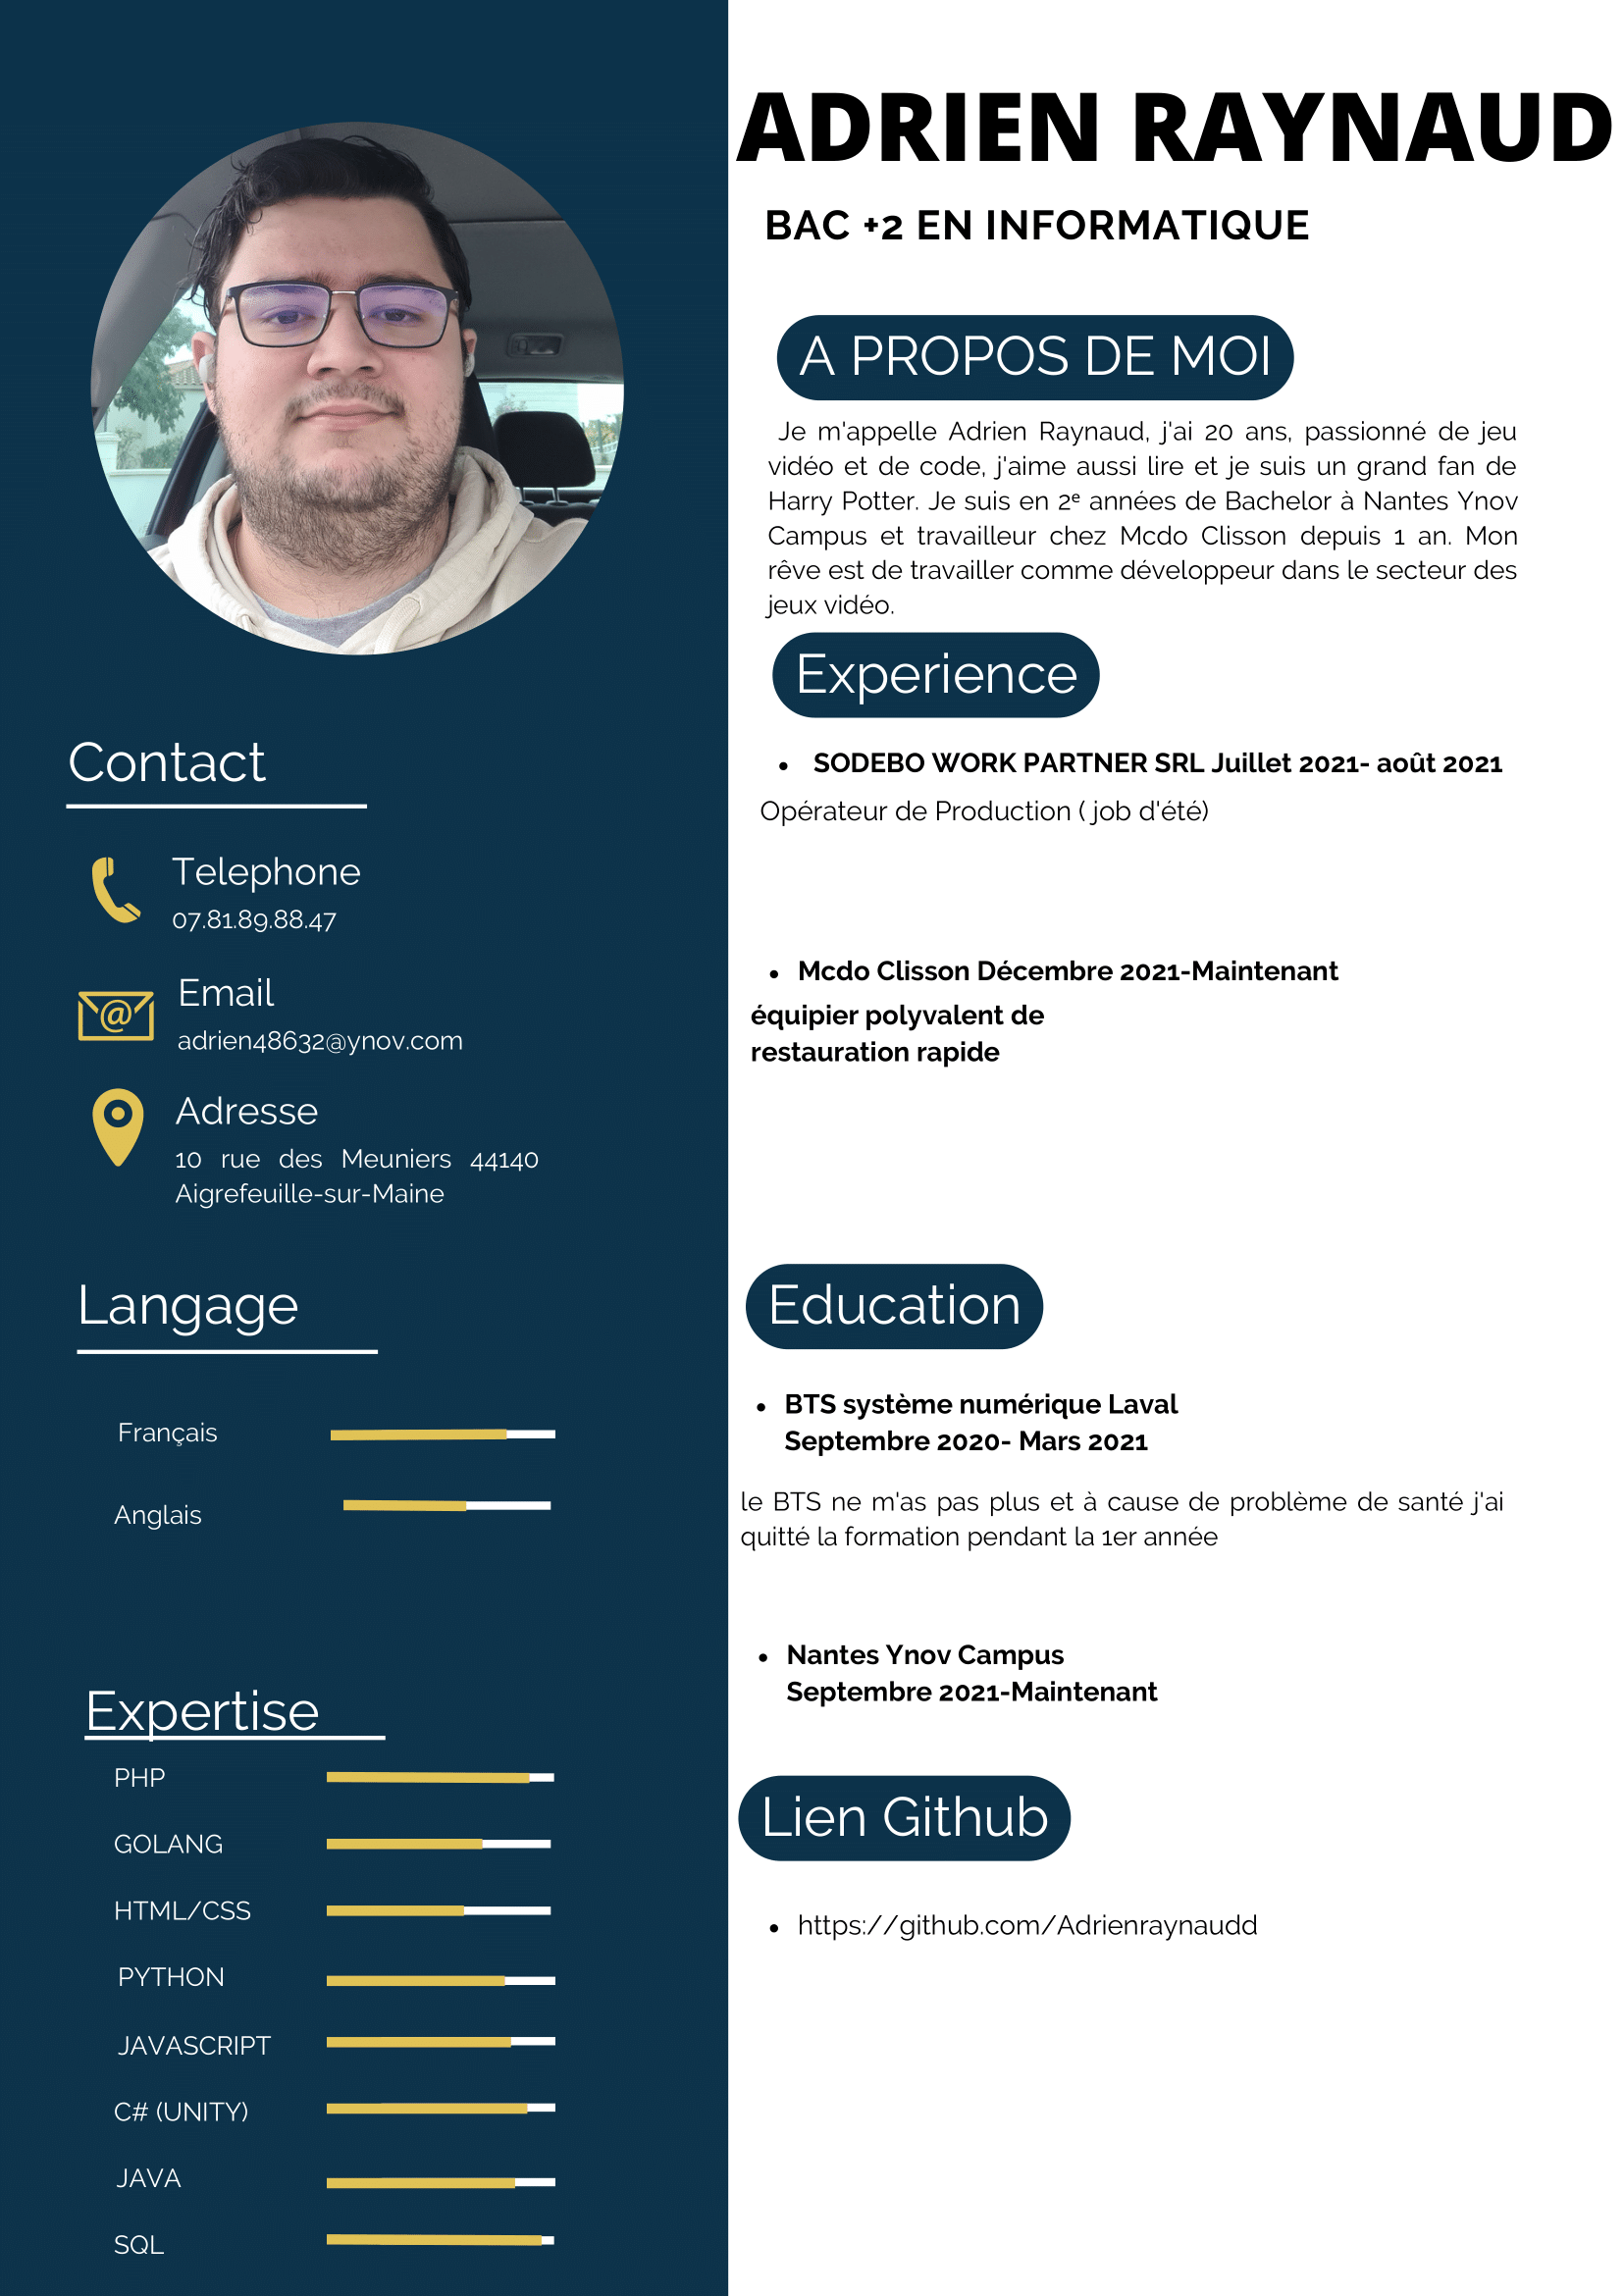 ADRIEN RAYNAUD
BAC +2 EN INFORMATIQUE
A PROPOS DE MOI
Je m'appelle Adrien Raynaud, j'ai 20 ans, passionné de jeu
vidéo et de code, j'aime aussi lire et je suis un grand fan de
Harry Potter. Je suis en 2ᵉ années de Bachelor à Nantes Ynov
Campus et travailleur chez Mcdo Clisson depuis 1 an. Mon
rêve est de travailler comme développeur dans le secteur des
jeux vidéo.
Experience
• SODEBO WORK PARTNER SRL Juillet 2021- août 2021
Opérateur de Production ( job d'été)
• Mcdo Clisson Décembre 2021-Maintenant
équipier polyvalent de
restauration rapide
Education
• BTS système numérique Laval
Septembre 2020- Mars 2021
le BTS ne m'as pas plus et à cause de problème de santé j'ai
quitté la formation pendant la 1er année
• Nantes Ynov Campus
Septembre 2021-Maintenant
Lien Github
• https://github.com/Adrienraynaudd
Contact
Telephone
07.81.89.88.47
Email
@
adrien48632@ynov.com
Adresse
10 rue des Meuniers 44140
Aigrefeuille-sur-Maine
Langage
Français
Anglais
Expertise
PHP
GOLANG
HTML/CSS
PYTHON
JAVASCRIPT
C# (UNITY)
JAVA
SQL